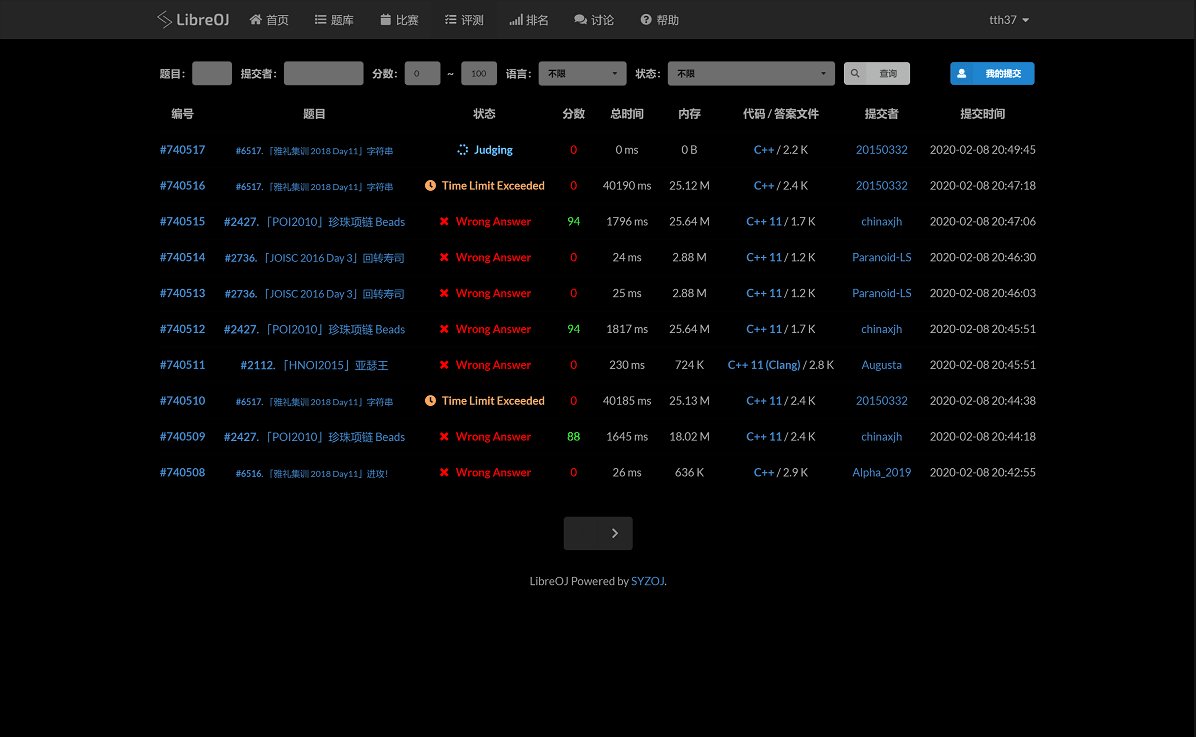 LibreOJ 首页 题库 比赛 评测 排名 讨论 帮助 tth37
题目: 提交者: 分数: 0 ~ 100 语言: 不限 状态: 不限 查询 我的提交
编号 题目 状态 分数 总时间 内存 代码 / 答案文件 提交者 提交时间
#740517 #6517.「雅礼集训 2018 Day11」字符串 Judging 0 0 ms 0 B C++ / 2.2 K 20150332 2020-02-08 20:49:45
#740516 #6517.「雅礼集训 2018 Day11」字符串 Time Limit Exceeded 0 40190 ms 25.12 M C++ / 2.4 K 20150332 2020-02-08 20:47:18
#740515 #2427.「POI2010」珍珠项链 Beads Wrong Answer 94 1796 ms 25.64 M C++ 11 / 1.7 K chinaxjh 2020-02-08 20:47:06
#740514 #2736.「JOISC 2016 Day 3」回转寿司 Wrong Answer 0 24 ms 2.88 M C++ 11 / 1.2 K Paranoid-LS 2020-02-08 20:46:30
#740513 #2736.「JOISC 2016 Day 3」回转寿司 Wrong Answer 0 25 ms 2.88 M C++ 11 / 1.2 K Paranoid-LS 2020-02-08 20:46:03
#740512 #2427.「POI2010」珍珠项链 Beads Wrong Answer 94 1817 ms 25.64 M C++ 11 / 1.7 K chinaxjh 2020-02-08 20:45:51
#740511 #2112.「HNOI2015」亚瑟王 Wrong Answer 0 230 ms 724 K C++ 11 (Clang) / 2.8 K Augusta 2020-02-08 20:45:51
#740510 #6517.「雅礼集训 2018 Day11」字符串 Time Limit Exceeded 0 40185 ms 25.13 M C++ 11 / 2.4 K 20150332 2020-02-08 20:44:38
#740509 #2427.「POI2010」珍珠项链 Beads Wrong Answer 88 1645 ms 18.02 M C++ 11 / 2.4 K chinaxjh 2020-02-08 20:44:18
#740508 #6516.「雅礼集训 2018 Day11」进攻! Wrong Answer 0 26 ms 636 K C++ / 2.9 K Alpha_2019 2020-02-08 20:42:55
LibreOJ Powered by SYZOJ.